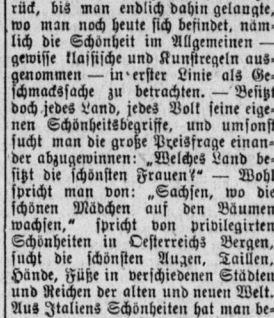 rück, bis man endlich dahin gelangte,
wo man noch heute sich befindet, näm-
lich die Schönheit im Allgemeinen —
gewisse klassische und Kunstregeln aus-
genommen — in erster Linie als Ge-
schmackssache zu betrachten. — Besitzt
doch jedes Land, jedes Volk seine eige-
nen Schönheitsbegriffe, und umsonst
sucht man die große Preisfrage einan-
der abzugewinnen: „Welches Land be-
sitzt die schönsten Frauen?" — Wohl
spricht man von: „Sachsen, wo die
schönen Mädchen auf den Bäumen
wachsen," spricht von privilegirten
Schönheiten in Oesterreichs Bergen,
sucht die schönsten Augen, Taillen,
Hände, Füße in verschiedenen Städten
und Reichen der alten und neuen Welt.
Aus Italiens Schönheiten hat man be-